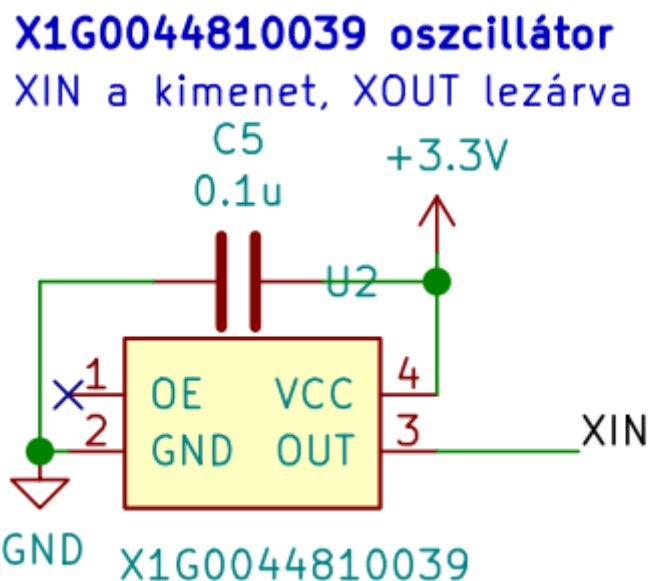 X1G0044810039 oszcillátor
XIN a kimenet, XOUT lezárva
C5
0.1u
+3.3V
U2
1 OE VCC 4
2 GND OUT 3
XIN
GND
X1G0044810039